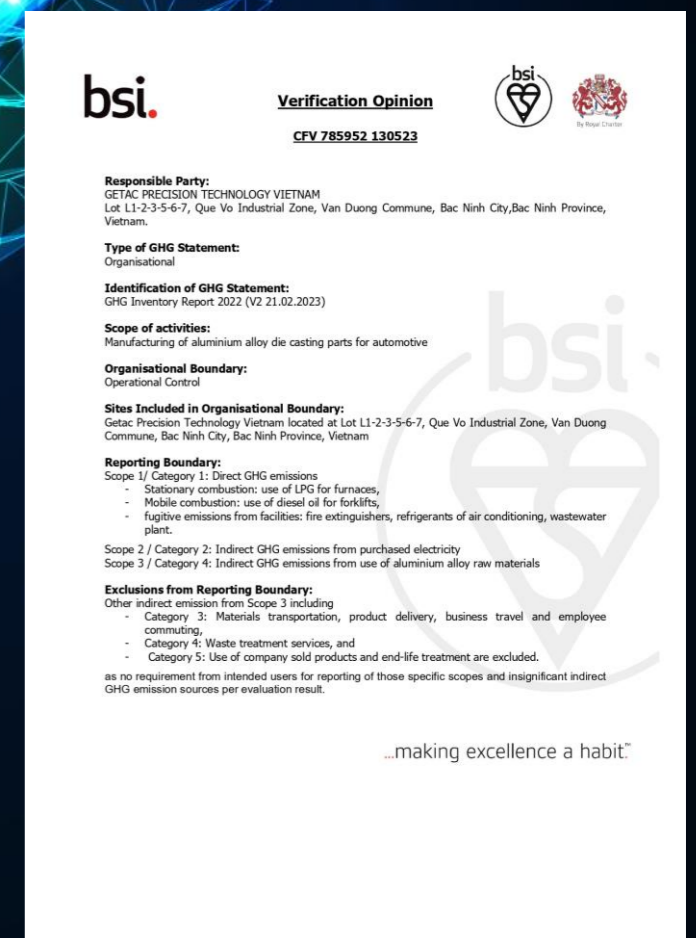 bsi.
Verification Opinion
bsi
By Royal Charter
CFV 785952 130523
Responsible Party:
GETAC PRECISION TECHNOLOGY VIETNAM
Lot L1-2-3-5-6-7, Que Vo Industrial Zone, Van Duong Commune, Bac Ninh City,Bac Ninh Province,
Vietnam.
Type of GHG Statement:
Organisational
Identification of GHG Statement:
GHG Inventory Report 2022 (V2 21.02.2023)
Scope of activities:
Manufacturing of aluminium alloy die casting parts for automotive
Organisational Boundary:
Operational Control
Sites Included in Organisational Boundary:
Getac Precision Technology Vietnam located at Lot L1-2-3-5-6-7, Que Vo Industrial Zone, Van Duong
Commune, Bac Ninh City, Bac Ninh Province, Vietnam
Reporting Boundary:
Scope 1/ Category 1: Direct GHG emissions
- Stationary combustion: use of LPG for furnaces,
- Mobile combustion: use of diesel oil for forklifts,
- fugitive emissions from facilities: fire extinguishers, refrigerants of air conditioning, wastewater
plant.
Scope 2 / Category 2: Indirect GHG emissions from purchased electricity
Scope 3 / Category 4: Indirect GHG emissions from use of aluminium alloy raw materials
Exclusions from Reporting Boundary:
Other indirect emission from Scope 3 including
- Category 3: Materials transportation, product delivery, business travel and employee
commuting,
- Category 4: Waste treatment services, and
- Category 5: Use of company sold products and end-life treatment are excluded.
as no requirement from intended users for reporting of those specific scopes and insignificant indirect
GHG emission sources per evaluation result.
bsi
...making excellence a habit.™